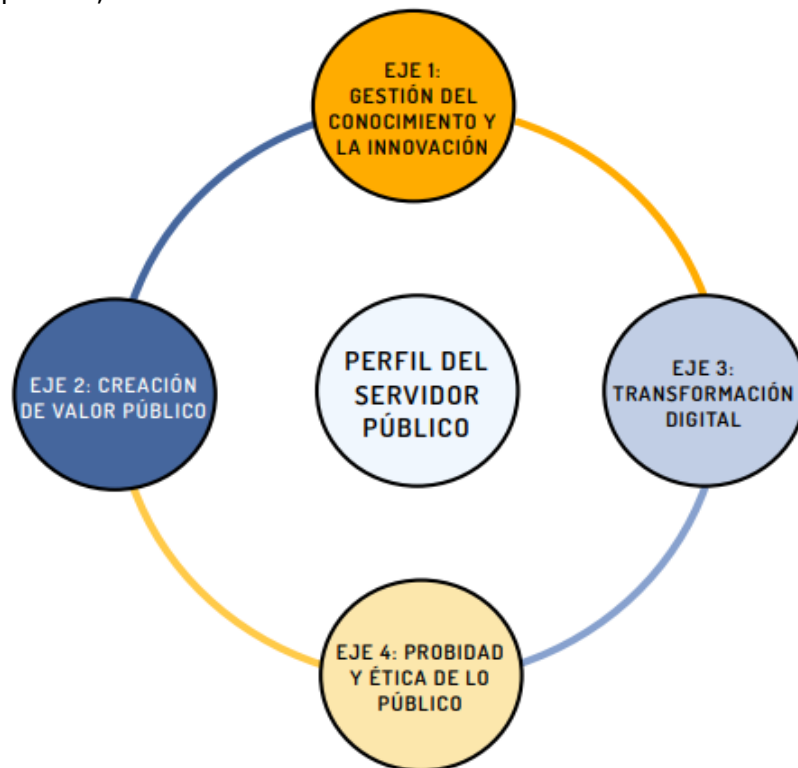 EJE 1:
GESTIÓN DEL
CONOCIMIENTO Y
LA INNOVACIÓN
EJE 2: CREACIÓN
DE VALOR PÚBLICO
PERFIL DEL
SERVIDOR
PÚBLICO
EJE 3:
TRANSFORMACIÓN
DIGITAL
EJE 4: PROBIDAD
Y ÉTICA DE LO
PÚBLICO